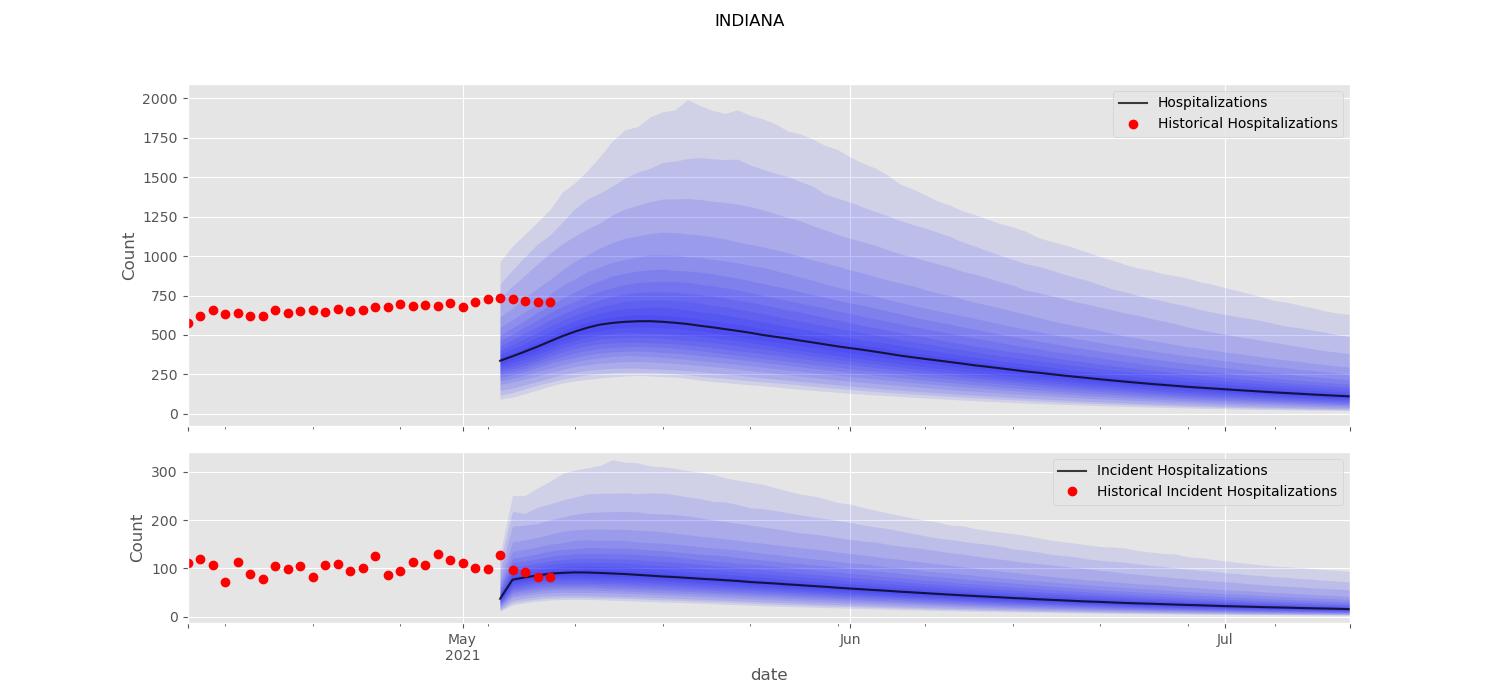 INDIANA
2000
1750
1500
1250
1000
750
500
250
0
Count
Hospitalizations
Historical Hospitalizations
300
200
100
0
Count
Incident Hospitalizations
Historical Incident Hospitalizations
May
2021
Jun
Jul
date